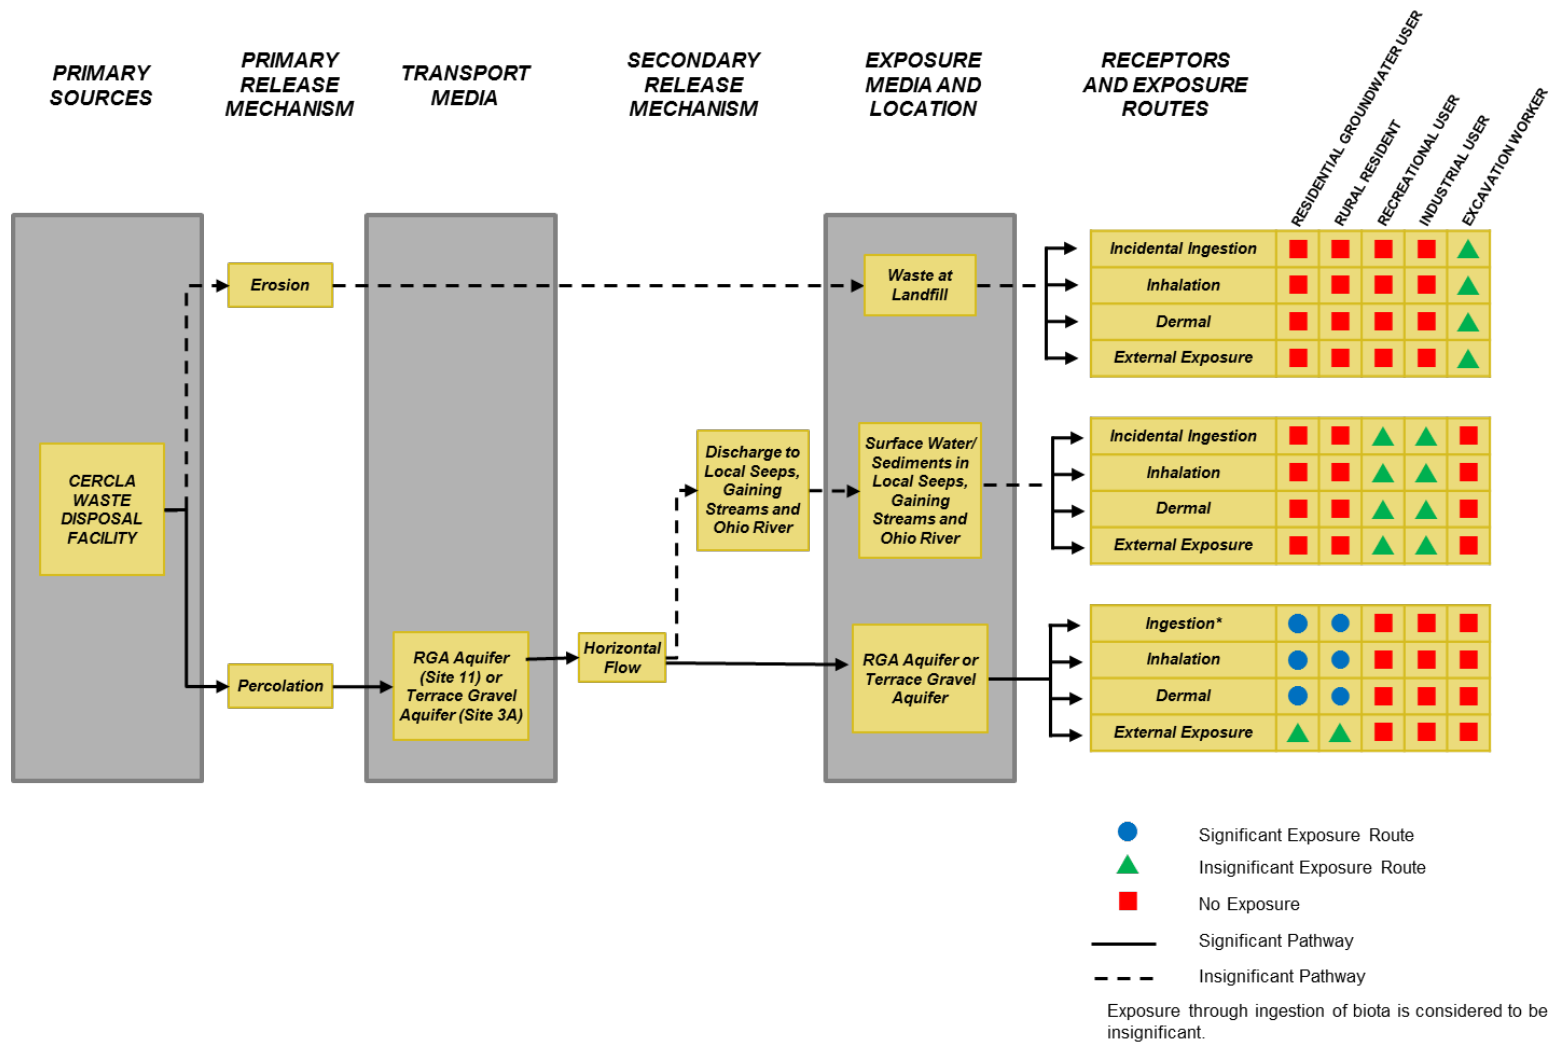 PRIMARY
SOURCES
PRIMARY
RELEASE
MECHANISM
TRANSPORT
MEDIA
SECONDARY
RELEASE
MECHANISM
EXPOSURE
MEDIA AND
LOCATION
RECEPTORS
AND EXPOSURE
ROUTES
RESIDENTIAL GROUNDWATER USER
RURAL RESIDENT
RECREATIONAL USER
INDUSTRIAL USER
EXCAVATION WORKER
CERCLA
WASTE
DISPOSAL
FACILITY
Erosion
Waste at
Landfill
Incidental Ingestion
Inhalation
Dermal
External Exposure
Discharge to
Local Seeps,
Gaining
Streams and
Ohio River
Surface Water/
Sediments in
Local Seeps,
Gaining
Streams and
Ohio River
Incidental Ingestion
Inhalation
Dermal
External Exposure
Percolation
RGA Aquifer
(Site 11) or
Terrace Gravel
Aquifer (Site 3A)
Horizontal
Flow
RGA Aquifer or
Terrace Gravel
Aquifer
Ingestion*
Inhalation
Dermal
External Exposure
Significant Exposure Route
Insignificant Exposure Route
No Exposure
Significant Pathway
Insignificant Pathway
Exposure through ingestion of biota is considered to be
insignificant.